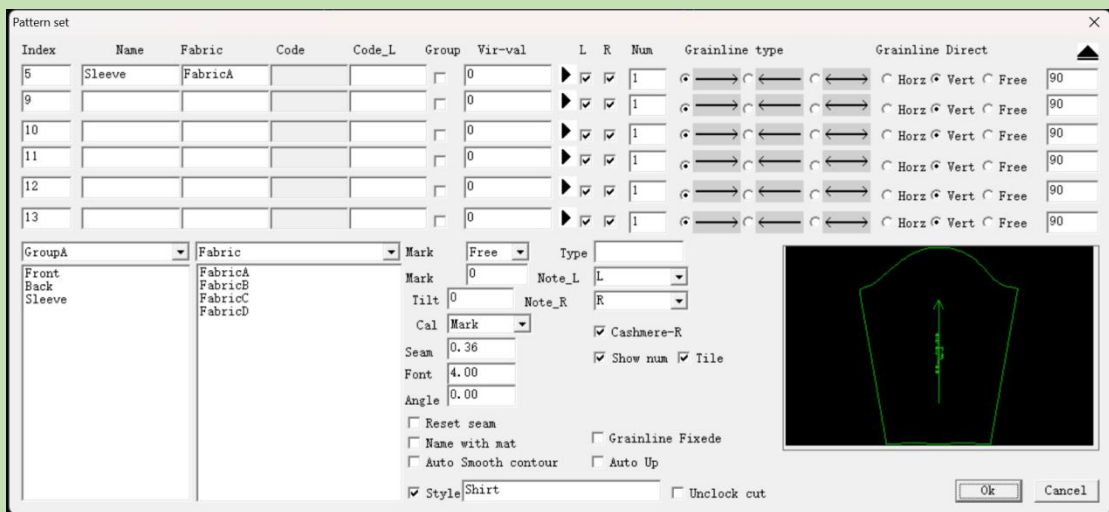 Pattern set
Index Name Fabric Code Code_L Group Vir-val L R Num Grainline type Grainline Direct
5 Sleeve FabricA 0 1 Horz Vert Free 90
9 0 1 Horz Vert Free 90
10 0 1 Horz Vert Free 90
11 0 1 Horz Vert Free 90
12 0 1 Horz Vert Free 90
13 0 1 Horz Vert Free 90
GroupA Fabric Mark Free Type
Front FabricA Mark 0 Note_L L
Back FabricB Tilt 0 Note_R R
Sleeve FabricC
FabricD
Cal Mark Cashmere-R
Seam 0.36 Show num Tile
Font 4.00
Angle 0.00
Reset seam
Name with mat Grainline Fixede
Auto Smooth contour Auto Up
Style Shirt Unclock cut Ok Cancel